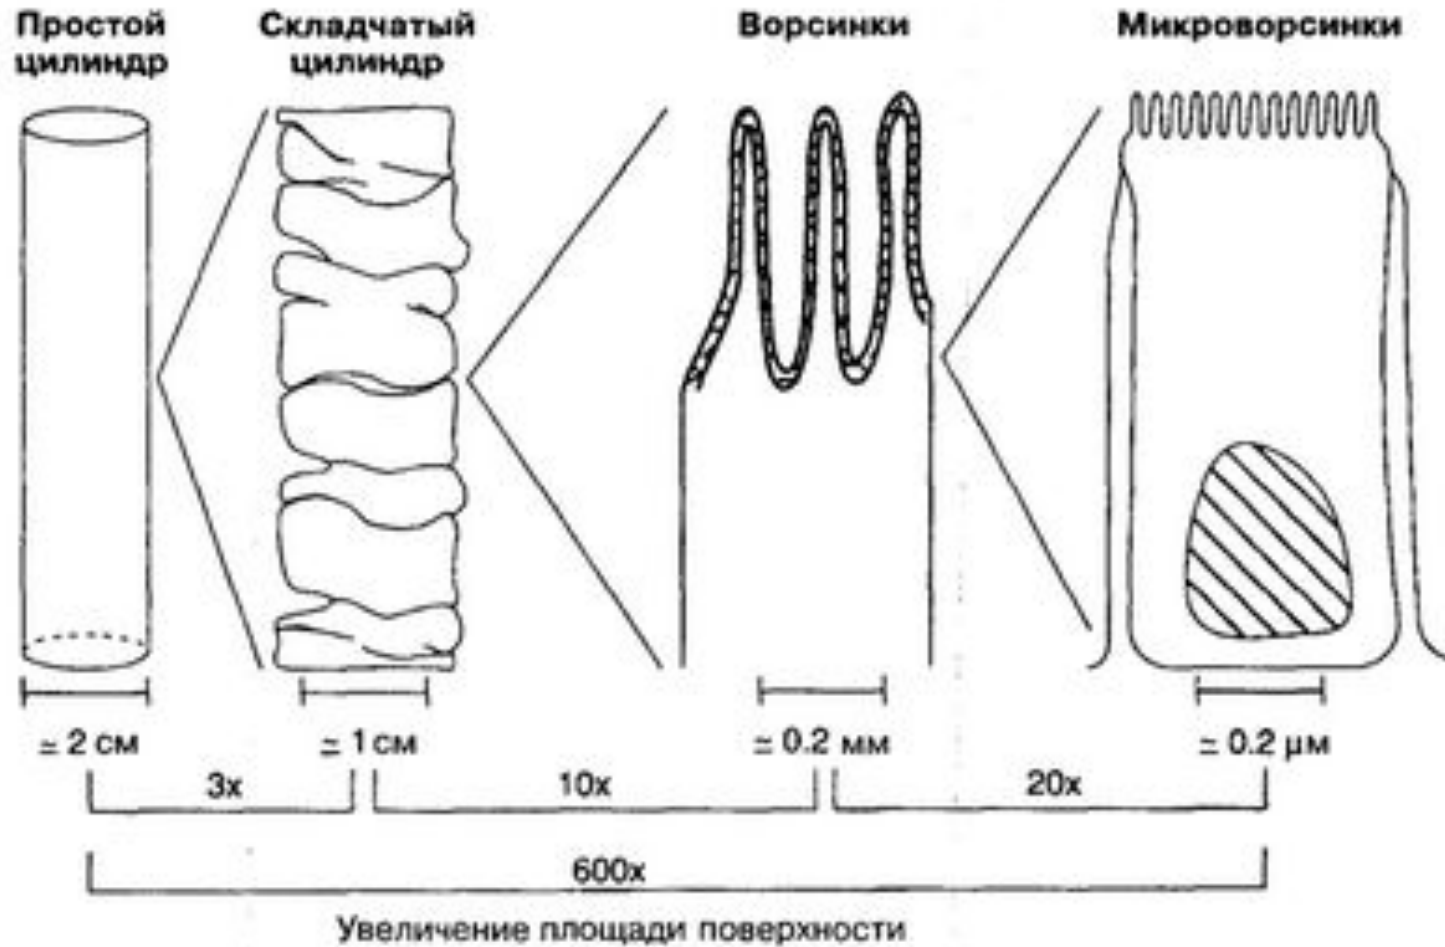 Простой
цилиндр
Складчатый
цилиндр
Ворсинки
Микроворсинки
≃ 2 см
≃ 1 см
≃ 0.2 мм
≃ 0.2 μм
3x
10x
20x
600x
Увеличение площади поверхности